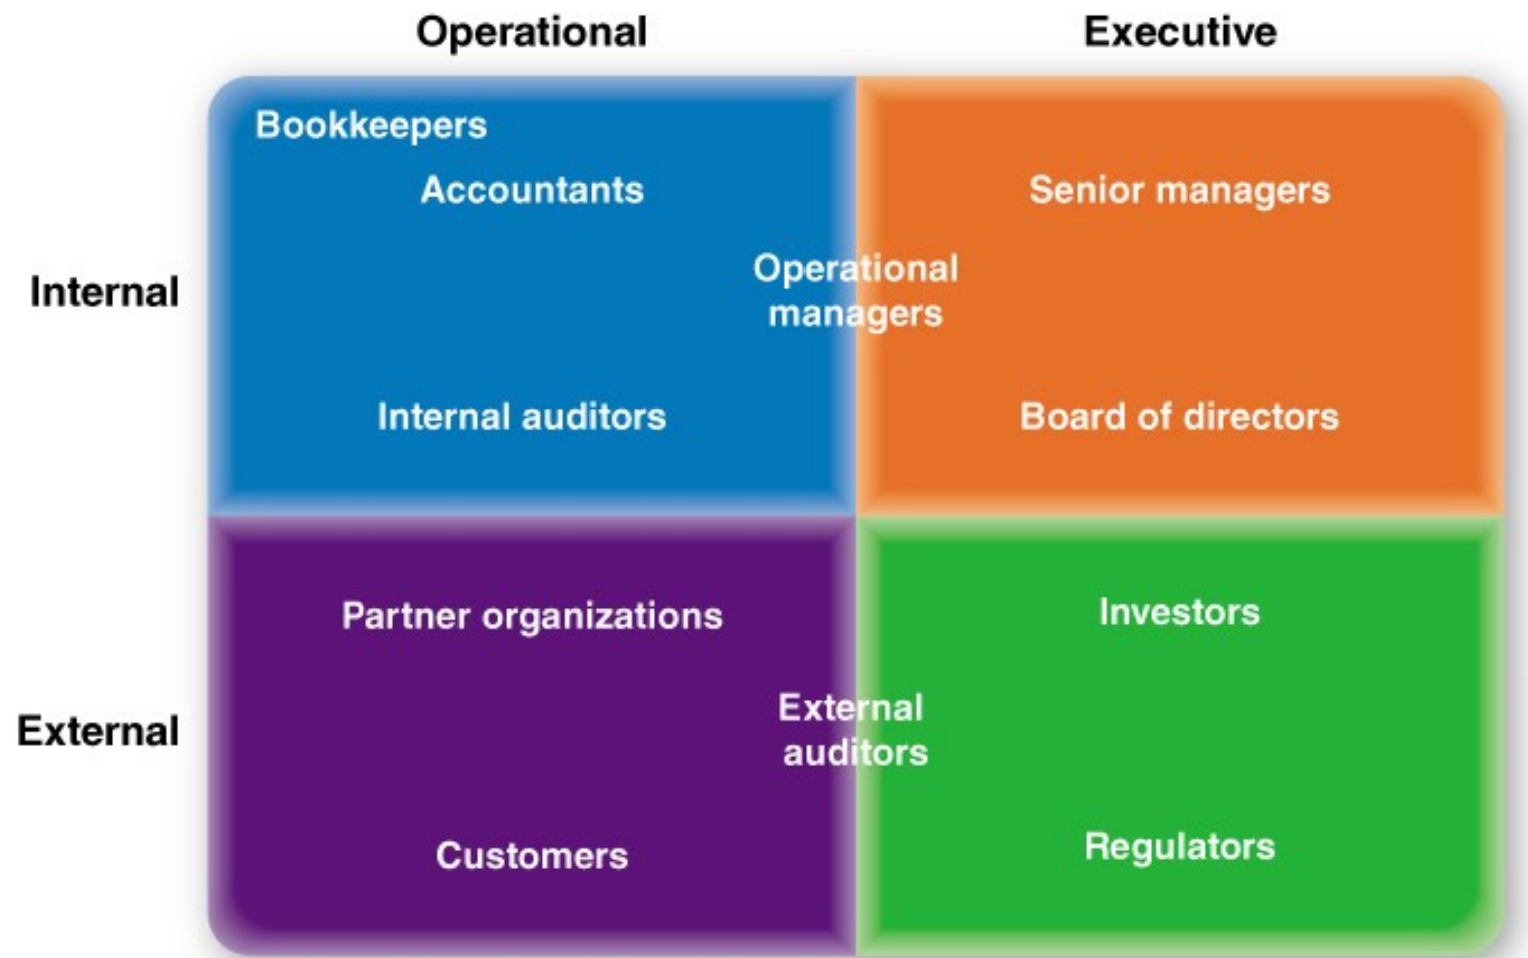 Operational
Executive
Bookkeepers
Accountants
Senior managers
Operational
managers
Internal
Internal auditors
Board of directors
Partner organizations
Investors
External
auditors
External
Customers
Regulators